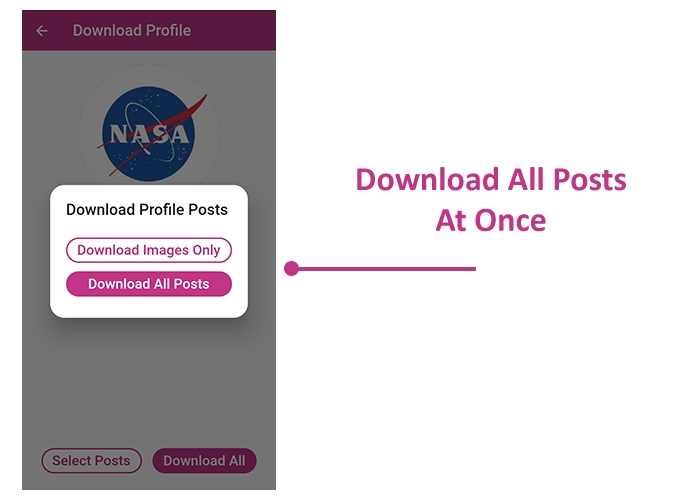 Download Profile
NASA
Download Profile Posts
Download Images Only
Download All Posts
Select Posts
Download All
Download All Posts
At Once